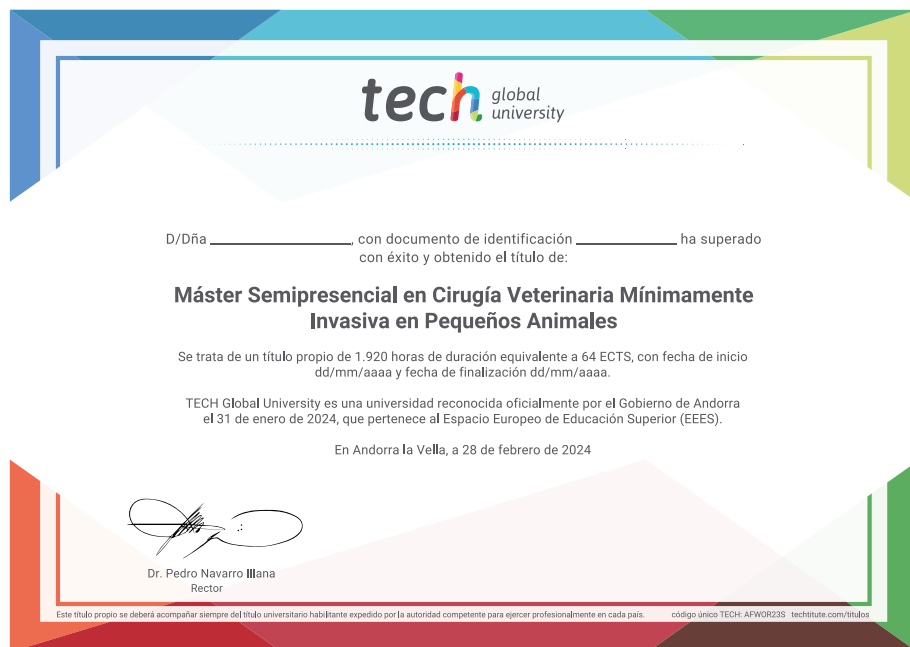 tech global university
D/Dña ______________, con documento de identificación __________ ha superado
con éxito y obtenido el título de:
Máster Semipresencial en Cirugía Veterinaria Mínimamente
Invasiva en Pequeños Animales
Se trata de un título propio de 1.920 horas de duración equivalente a 64 ECTS, con fecha de inicio
dd/mm/aaaa y fecha de finalización dd/mm/aaaa.
TECH Global University es una universidad reconocida oficialmente por el Gobierno de Andorra
el 31 de enero de 2024, que pertenece al Espacio Europeo de Educación Superior (EEES).
En Andorra la Vella, a 28 de febrero de 2024
Dr. Pedro Navarro Illana
Rector
Este título propio se deberá acompañar siempre del título universitario habilitante expedido por la autoridad competente para ejercer profesionalmente en cada país. código único TECH: AFWOR23S techtitute.com/titulos